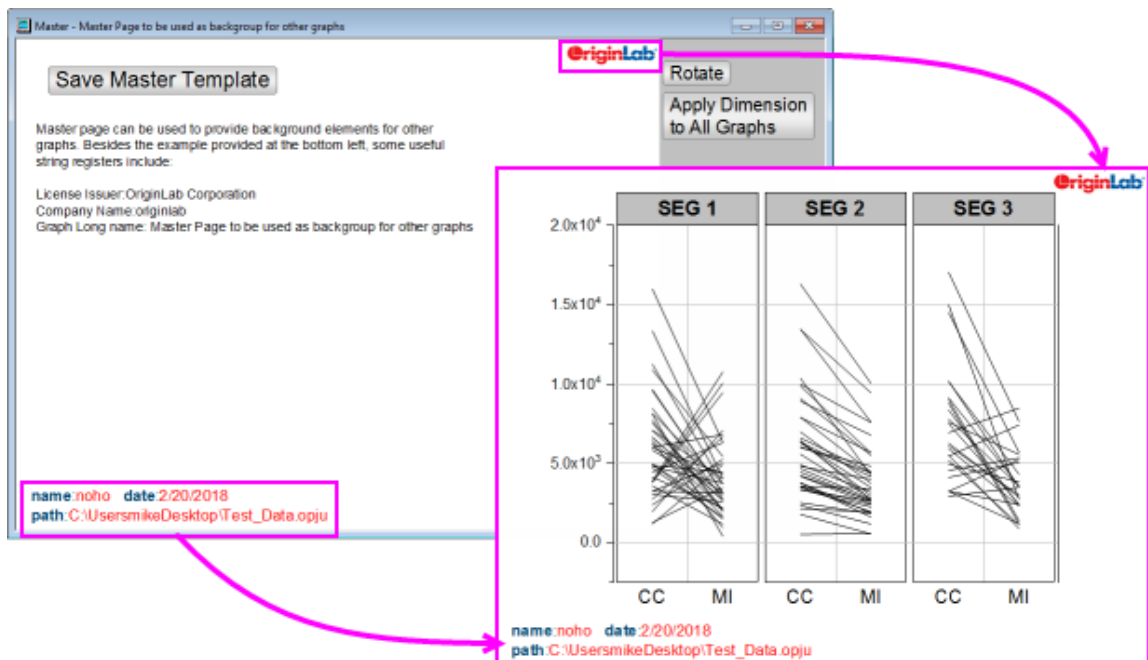 Master - Master Page to be used as backgroup for other graphs
OriginLab
Save Master Template
Rotate
Apply Dimension
to All Graphs
Master page can be used to provide background elements for other
graphs. Besides the example provided at the bottom left, some useful
string registers include:
License Issuer:OriginLab Corporation
Company Name:originlab
Graph Long name: Master Page to be used as backgroup for other graphs
name:noho date:2/20/2018
path:C:\UsersmikeDesktop\Test_Data.opju
OriginLab
SEG 1 SEG 2 SEG 3
2.0x10⁴
1.5x10⁴
1.0x10⁴
5.0x10³
0.0
CC MI CC MI CC MI
name:noho date:2/20/2018
path:C:\UsersmikeDesktop\Test_Data.opju